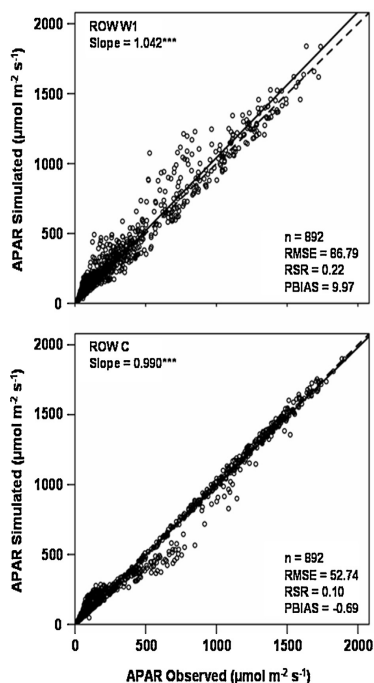 ROW W1
Slope = 1.042***
2000
1500
1000
500
0
APAR Simulated (μmol m-2 s-1)
n = 892
RMSE = 86.79
RSR = 0.22
PBIAS = 9.97
ROW C
Slope = 0.990***
2000
1500
1000
500
0
APAR Simulated (μmol m-2 s-1)
n = 892
RMSE = 52.74
RSR = 0.10
PBIAS = -0.69
0 500 1000 1500 2000
APAR Observed (μmol m-2 s-1)